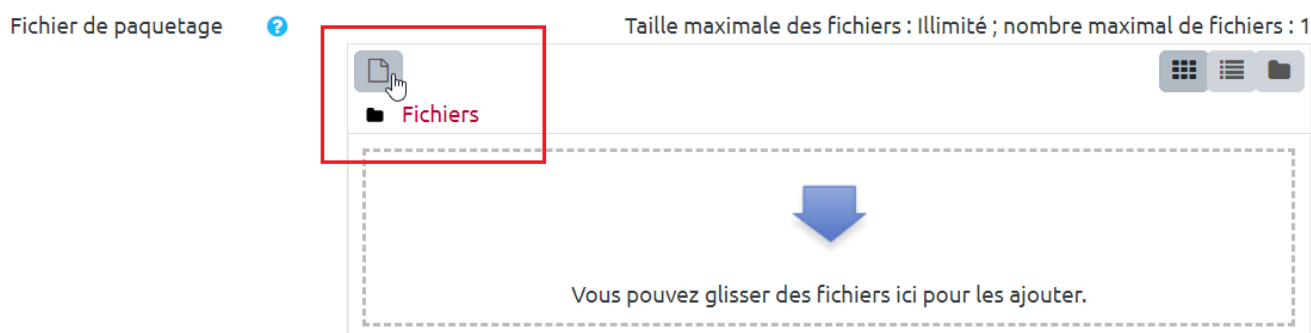 Fichier de paquetage
Taille maximale des fichiers : Illimité ; nombre maximal de fichiers : 1
Fichiers
Vous pouvez glisser des fichiers ici pour les ajouter.